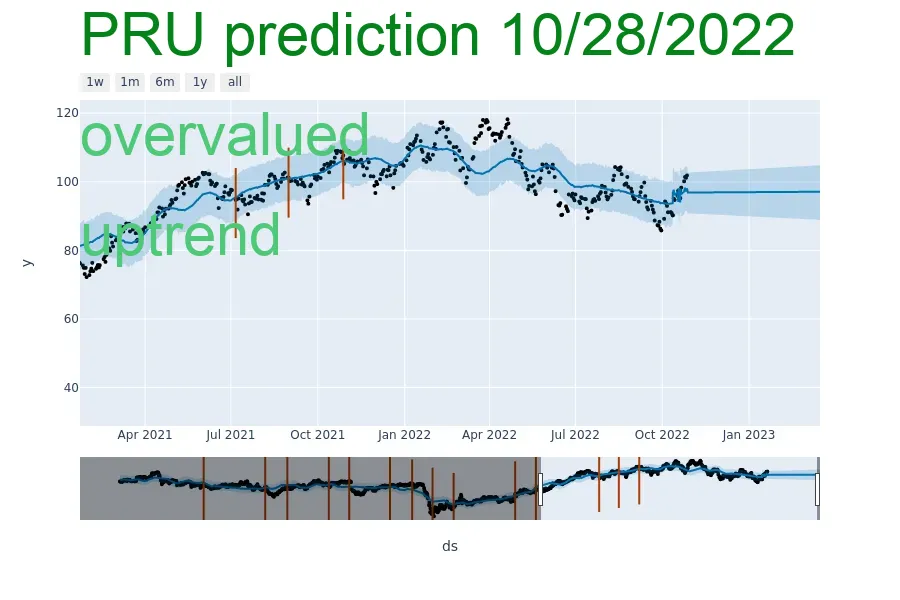 PRU prediction 10/28/2022
1w 1m 6m 1y all
120
overvalued
100
uptrend
80
y
60
40
Apr 2021 Jul 2021 Oct 2021 Jan 2022 Apr 2022 Jul 2022 Oct 2022 Jan 2023
ds